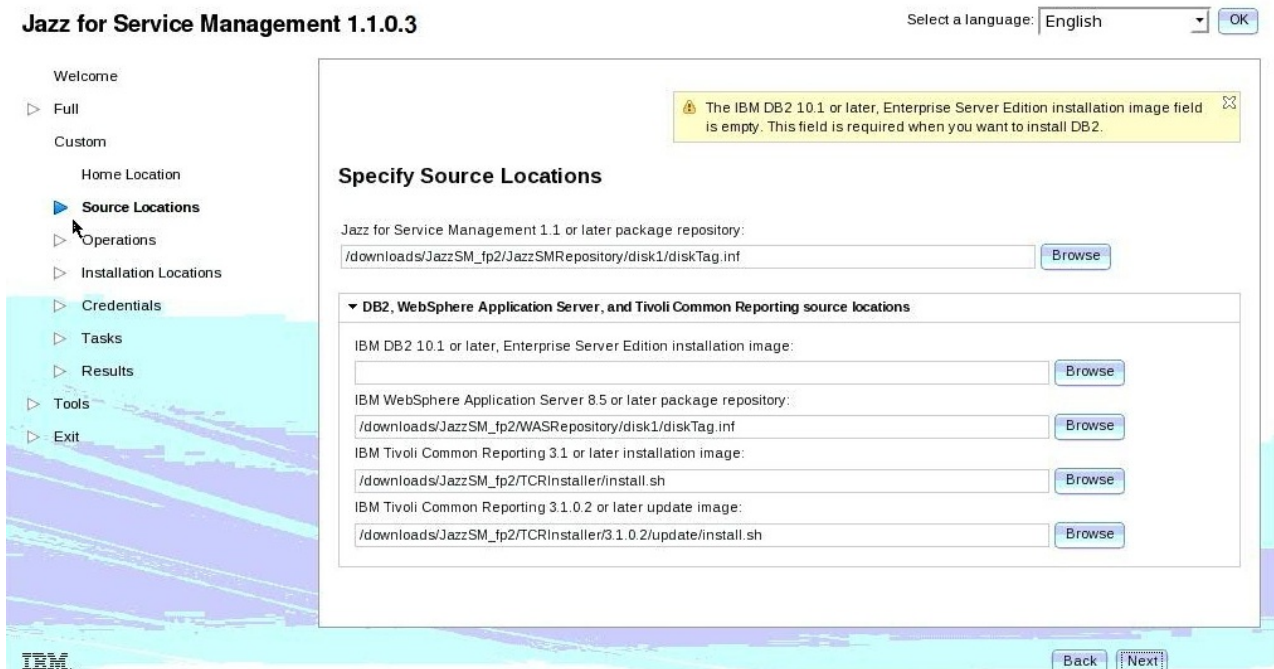 Jazz for Service Management 1.1.0.3
Select a language: English OK
Welcome
Full
Custom
Home Location
Source Locations
Operations
Installation Locations
Credentials
Tasks
Results
Tools
Exit
The IBM DB2 10.1 or later, Enterprise Server Edition installation image field
is empty. This field is required when you want to install DB2.
Specify Source Locations
Jazz for Service Management 1.1 or later package repository:
/downloads/JazzSM_fp2/JazzSMRepository/disk1/diskTag.inf Browse
DB2, WebSphere Application Server, and Tivoli Common Reporting source locations
IBM DB2 10.1 or later, Enterprise Server Edition installation image:
Browse
IBM WebSphere Application Server 8.5 or later package repository:
/downloads/JazzSM_fp2/WASRepository/disk1/diskTag.inf Browse
IBM Tivoli Common Reporting 3.1 or later installation image:
/downloads/JazzSM_fp2/TCRInstaller/install.sh Browse
IBM Tivoli Common Reporting 3.1.0.2 or later update image:
/downloads/JazzSM_fp2/TCRInstaller/3.1.0.2/update/install.sh Browse
IBM
Back Next